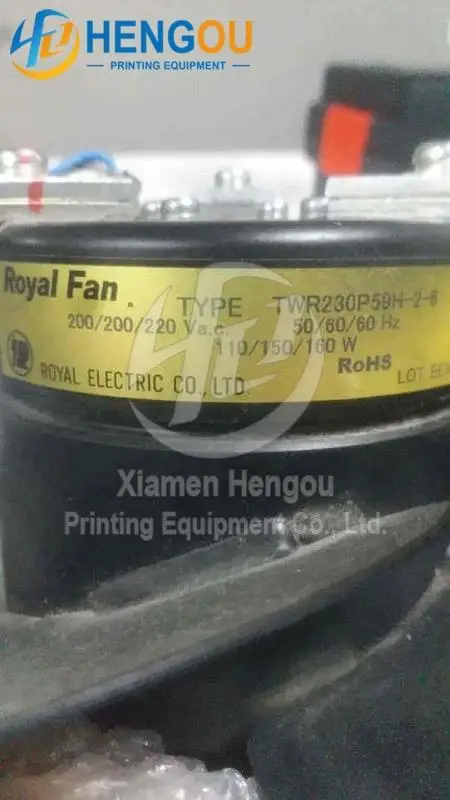 HENGOU
PRINTING EQUIPMENT
Royal Fan TYPE TWR230P59H-2-6
200/200/220 Va.c. 50/60/60 Hz
110/150/160 W
RoHS
ROYAL ELECTRIC CO.,LTD. LOT
Xiamen Hengou
Printing Equipment Co., Ltd.